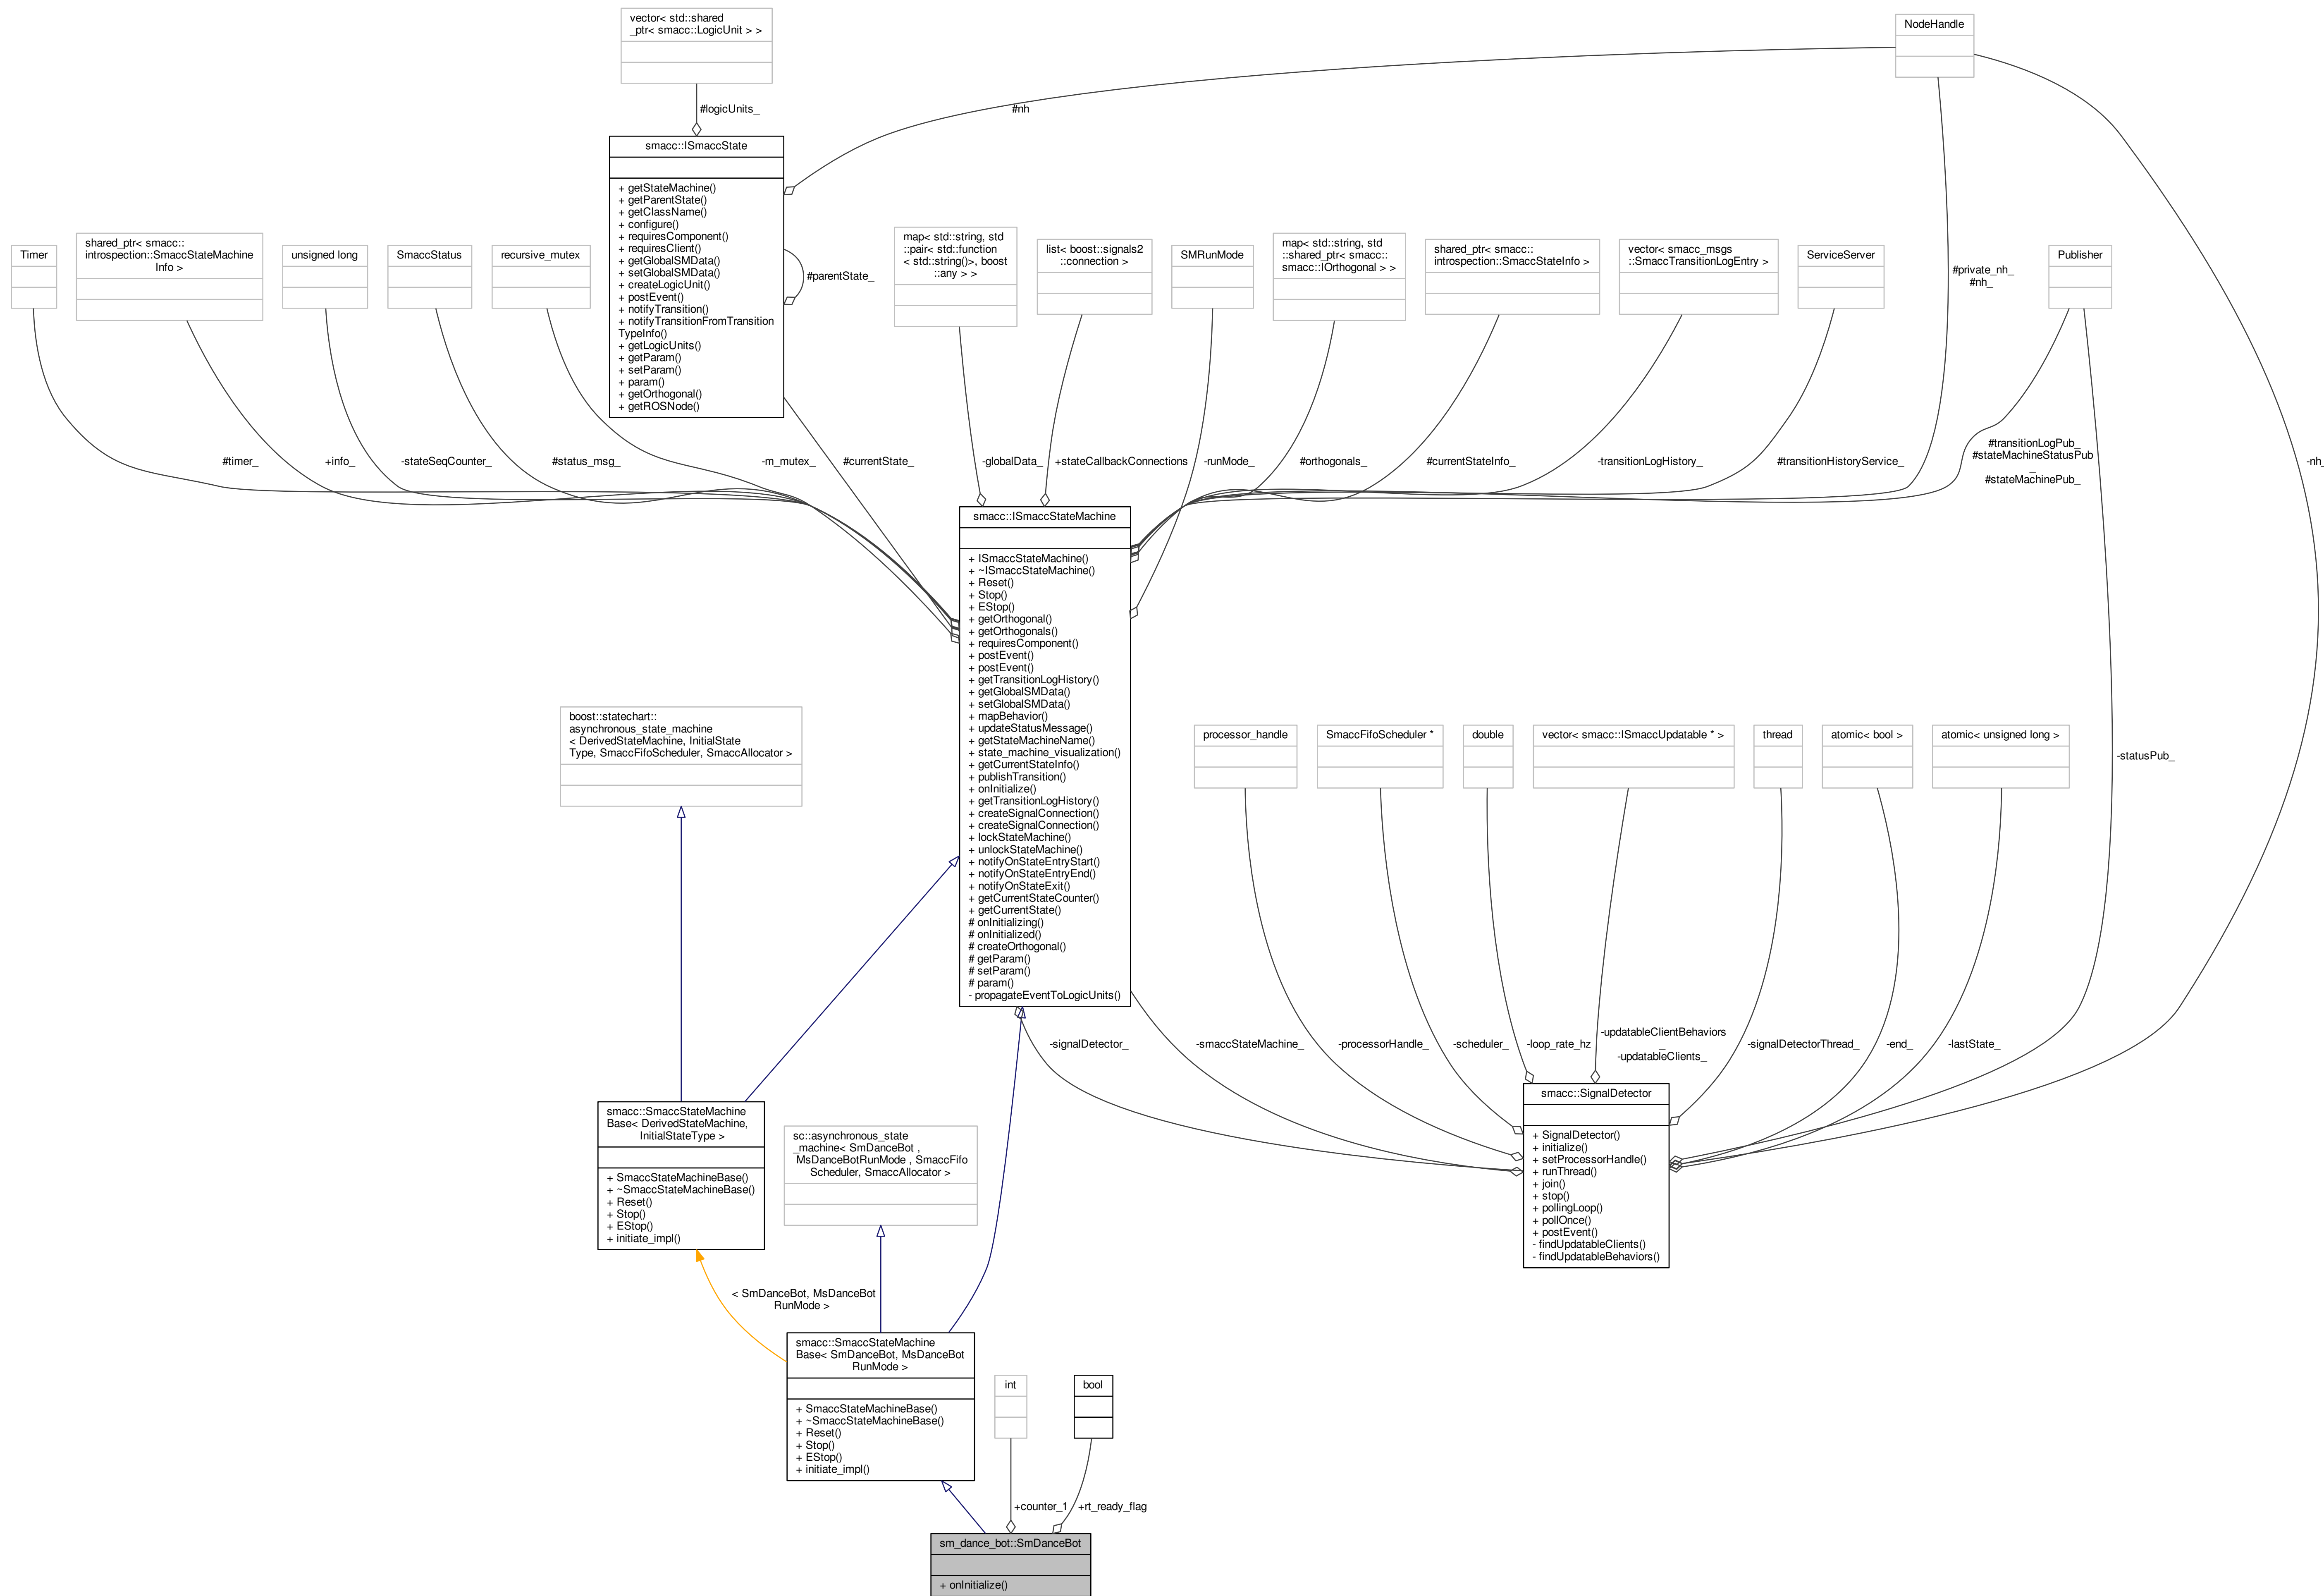 vector< std::shared
_ptr< smacc::LogicUnit > >
NodeHandle
#logicUnits_
#nh
smacc::ISmaccState
+ getStateMachine()
+ getParentState()
+ getClassName()
+ configure()
+ requiresComponent()
+ requiresClient()
+ getGlobalSMData()
+ setGlobalSMData()
+ createLogicUnit()
+ postEvent()
+ notifyTransition()
+ notifyTransitionFromTransition
TypeInfo()
+ getLogicUnits()
+ getParam()
+ setParam()
+ param()
+ getOrthogonal()
+ getROSNode()
#parentState_
Timer
shared_ptr< smacc::
introspection::SmaccStateMachine
Info >
unsigned long
SmaccStatus
recursive_mutex
map< std::string, std
::pair< std::function
< std::string()>, boost
::any > >
list< boost::signals2
::connection >
SMRunMode
map< std::string, std
::shared_ptr< smacc::
smacc::IOrthogonal > >
shared_ptr< smacc::
introspection::SmaccStateInfo >
vector< smacc_msgs
::SmaccTransitionLogEntry >
ServiceServer
#private_nh_
#nh_
Publisher
#timer_
+info_
-stateSeqCounter_
#status_msg_
-m_mutex_
#currentState_
-globalData_
+stateCallbackConnections
-runMode_
#orthogonals_
#currentStateInfo_
-transitionLogHistory_
#transitionHistoryService_
#transitionLogPub_
#stateMachineStatusPub
_
#stateMachinePub_
-nh_
smacc::ISmaccStateMachine
+ ISmaccStateMachine()
+ ~ISmaccStateMachine()
+ Reset()
+ Stop()
+ EStop()
+ getOrthogonal()
+ getOrthogonals()
+ requiresComponent()
+ postEvent()
+ postEvent()
+ getTransitionLogHistory()
+ getGlobalSMData()
+ setGlobalSMData()
+ mapBehavior()
+ updateStatusMessage()
+ getStateMachineName()
+ state_machine_visualization()
+ getCurrentStateInfo()
+ publishTransition()
+ onInitialize()
+ getTransitionLogHistory()
+ createSignalConnection()
+ createSignalConnection()
+ lockStateMachine()
+ unlockStateMachine()
+ notifyOnStateEntryStart()
+ notifyOnStateEntryEnd()
+ notifyOnStateExit()
+ getCurrentStateCounter()
+ getCurrentState()
# onInitializing()
# onInitialized()
# createOrthogonal()
# getParam()
# setParam()
# param()
- propagateEventToLogicUnits()
boost::statechart::
asynchronous_state_machine
< DerivedStateMachine, InitialState
Type, SmaccFifoScheduler, SmaccAllocator >
processor_handle
SmaccFifoScheduler *
double
vector< smacc::ISmaccUpdatable * >
thread
atomic< bool >
atomic< unsigned long >
-statusPub_
-signalDetector_
-smaccStateMachine_
-processorHandle_
-scheduler_
-loop_rate_hz
-updatableClientBehaviors
_
-updatableClients_
-signalDetectorThread_
-end_
-lastState_
smacc::SignalDetector
+ SignalDetector()
+ initialize()
+ setProcessorHandle()
+ runThread()
+ join()
+ stop()
+ pollingLoop()
+ pollOnce()
+ postEvent()
- findUpdatableClients()
- findUpdatableBehaviors()
smacc::SmaccStateMachine
Base< DerivedStateMachine,
InitialStateType >
+ SmaccStateMachineBase()
+ ~SmaccStateMachineBase()
+ Reset()
+ Stop()
+ EStop()
+ initiate_impl()
sc::asynchronous_state
_machine< SmDanceBot ,
MsDanceBotRunMode , SmaccFifo
Scheduler, SmaccAllocator >
< SmDanceBot, MsDanceBot
RunMode >
smacc::SmaccStateMachine
Base< SmDanceBot, MsDanceBot
RunMode >
+ SmaccStateMachineBase()
+ ~SmaccStateMachineBase()
+ Reset()
+ Stop()
+ EStop()
+ initiate_impl()
int
bool
+counter_1
+rt_ready_flag
sm_dance_bot::SmDanceBot
+ onInitialize()